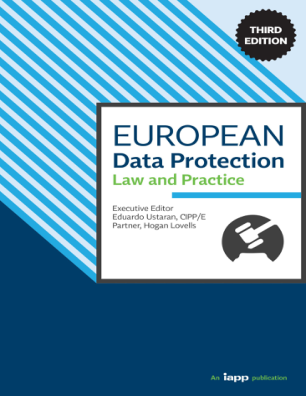 THIRD
EDITION
EUROPEAN
Data Protection
Law and Practice
Executive Editor
Eduardo Ustaran, CIPP/E
Partner, Hogan Lovells
An iapp publication